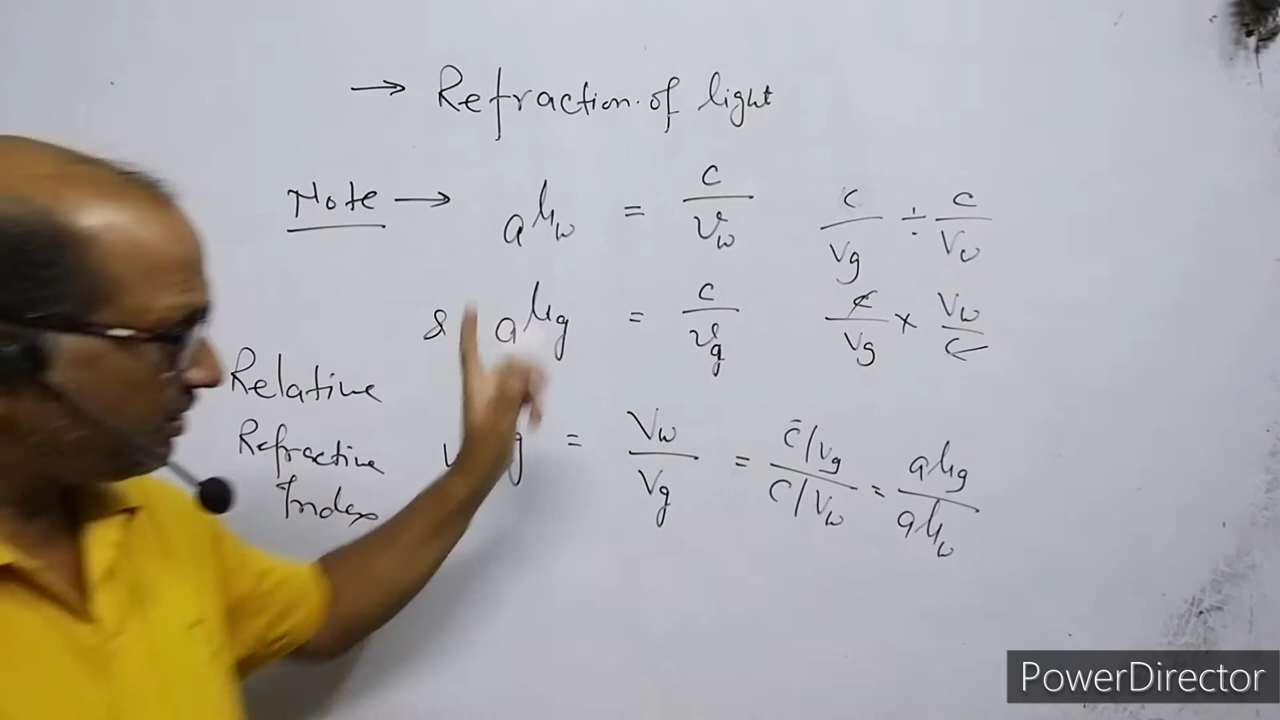 → Refraction of light
Note → aμw = c/vw
c/vg ÷ c/vw
& aμg = c/vg
c/vg × vw/c
Relative
Refractive
Index
g = Vw/Vg = c/vg / c/vw = aμg / aμw
PowerDirector